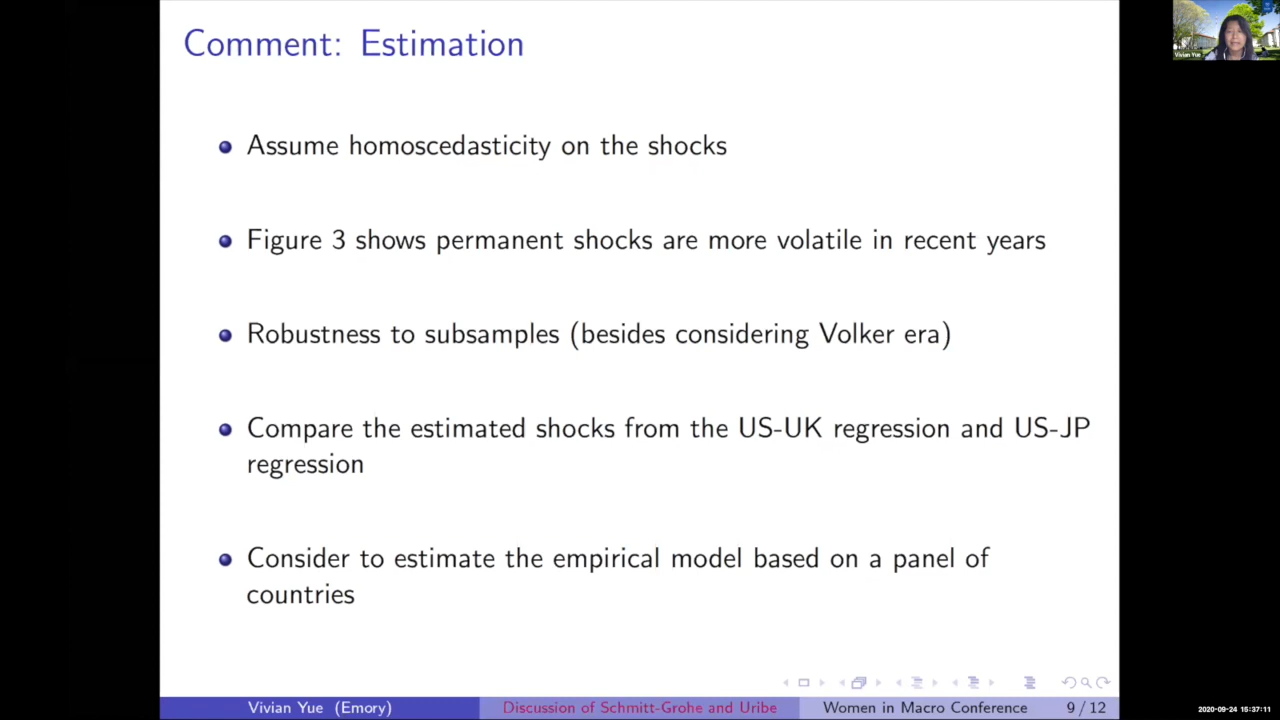 Comment: Estimation
Assume homoscedasticity on the shocks
Figure 3 shows permanent shocks are more volatile in recent years
Robustness to subsamples (besides considering Volker era)
Compare the estimated shocks from the US-UK regression and US-JP
regression
Consider to estimate the empirical model based on a panel of
countries
Vivian Yue (Emory)
Discussion of Schmitt-Grohe and Uribe
Women in Macro Conference
9 / 12
Vivian Yue
2020-09-24 15:37:11